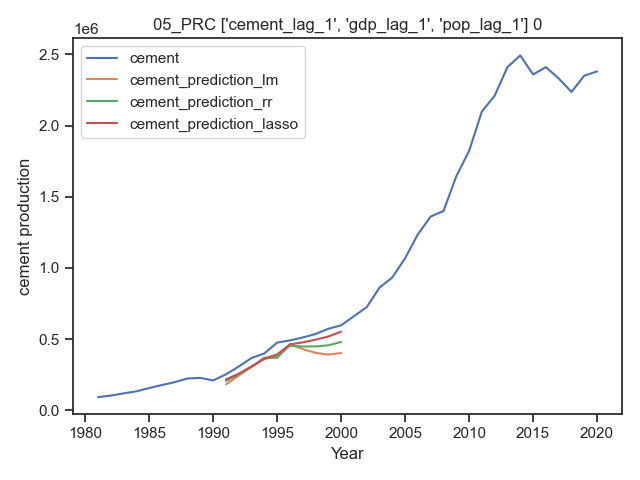 05_PRC ['cement_lag_1', 'gdp_lag_1', 'pop_lag_1'] 0
1e6
cement
cement_prediction_lm
cement_prediction_rr
cement_prediction_lasso
2.5
2.0
1.5
1.0
0.5
0.0
cement production
1980 1985 1990 1995 2000 2005 2010 2015 2020
Year